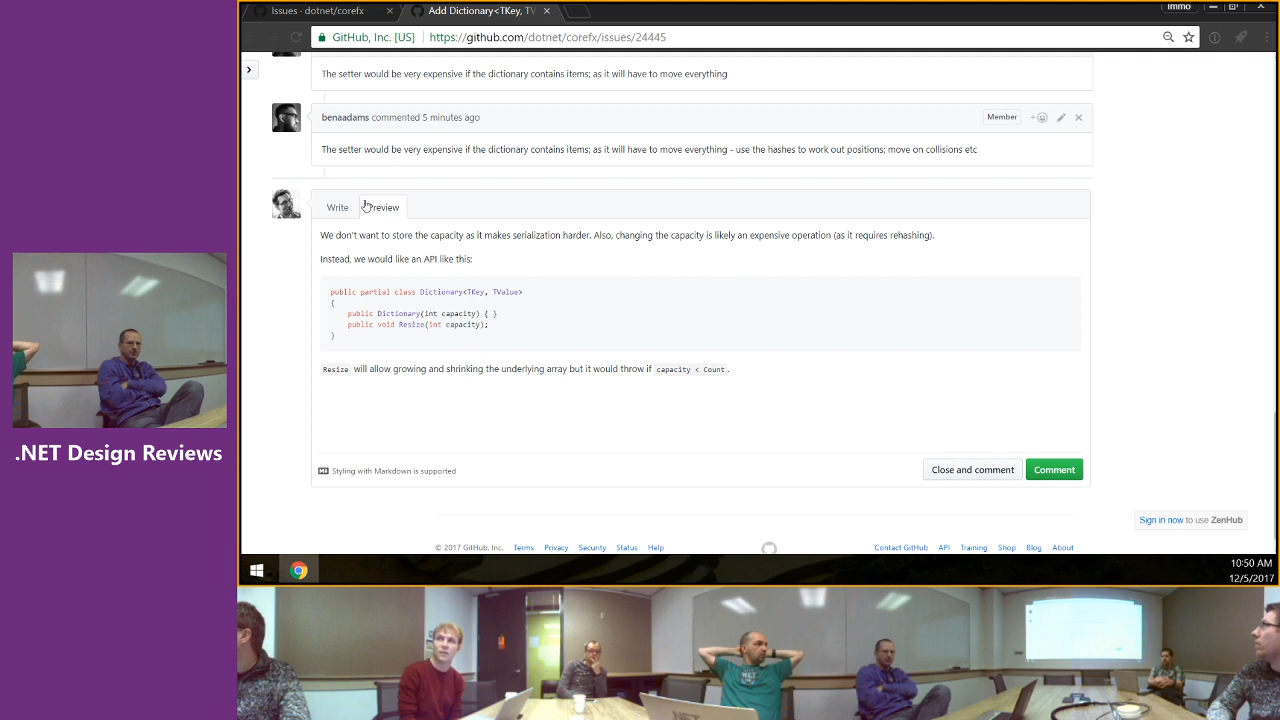 Issues - dotnet/corefx
Add Dictionary<TKey, TV
Immo
GitHub, Inc. [US]
https://github.com/dotnet/corefx/issues/24445
The setter would be very expensive if the dictionary contains items; as it will have to move everything
benaadams commented 5 minutes ago
Member
The setter would be very expensive if the dictionary contains items; as it will have to move everything - use the hashes to work out positions; move on collisions etc
Write
Preview
We don't want to store the capacity as it makes serialization harder. Also, changing the capacity is likely an expensive operation (as it requires rehashing).
Instead, we would like an API like this:
public partial class Dictionary<TKey, TValue>
{
public Dictionary(int capacity) { }
public void Resize(int capacity);
}
Resize will allow growing and shrinking the underlying array but it would throw if capacity < Count.
Styling with Markdown is supported
Close and comment
Comment
Sign in now to use ZenHub
© 2017 GitHub, Inc. Terms Privacy Security Status Help
Contact GitHub API Training Shop Blog About
10:50 AM
12/5/2017
.NET Design Reviews
.NET